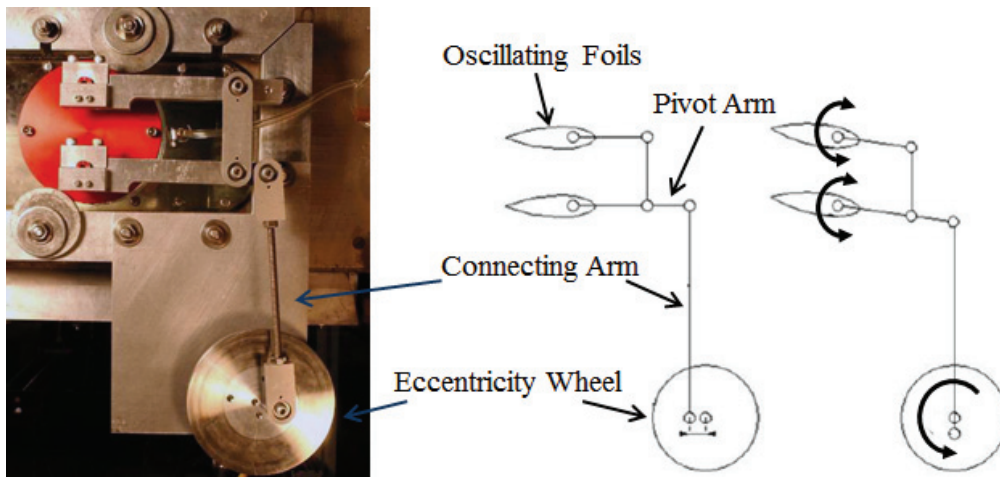 Oscillating Foils
Pivot Arm
Connecting Arm
Eccentricity Wheel